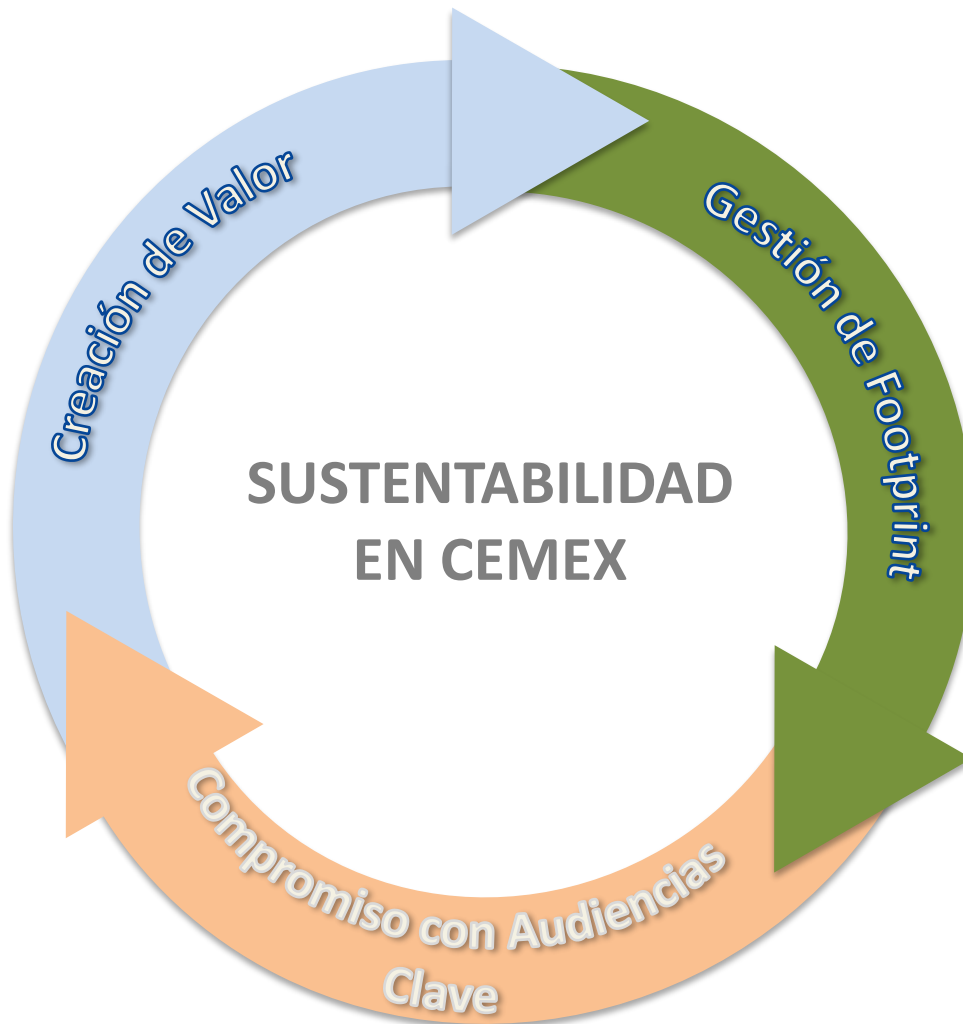 Creación de Valor
Gestión de Footprint
SUSTENTABILIDAD
EN CEMEX
Compromiso con Audiencias
Clave